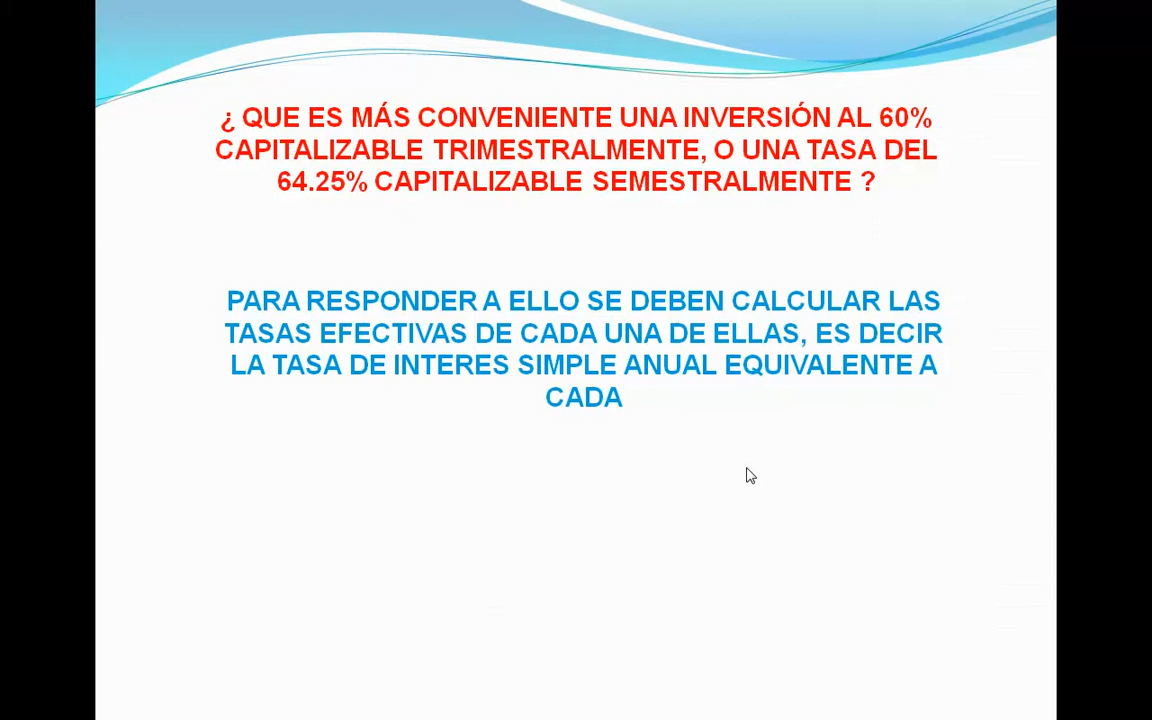 ¿ QUE ES MÁS CONVENIENTE UNA INVERSIÓN AL 60%
CAPITALIZABLE TRIMESTRALMENTE, O UNA TASA DEL
64.25% CAPITALIZABLE SEMESTRALMENTE ?
PARA RESPONDER A ELLO SE DEBEN CALCULAR LAS
TASAS EFECTIVAS DE CADA UNA DE ELLAS, ES DECIR
LA TASA DE INTERES SIMPLE ANUAL EQUIVALENTE A
CADA